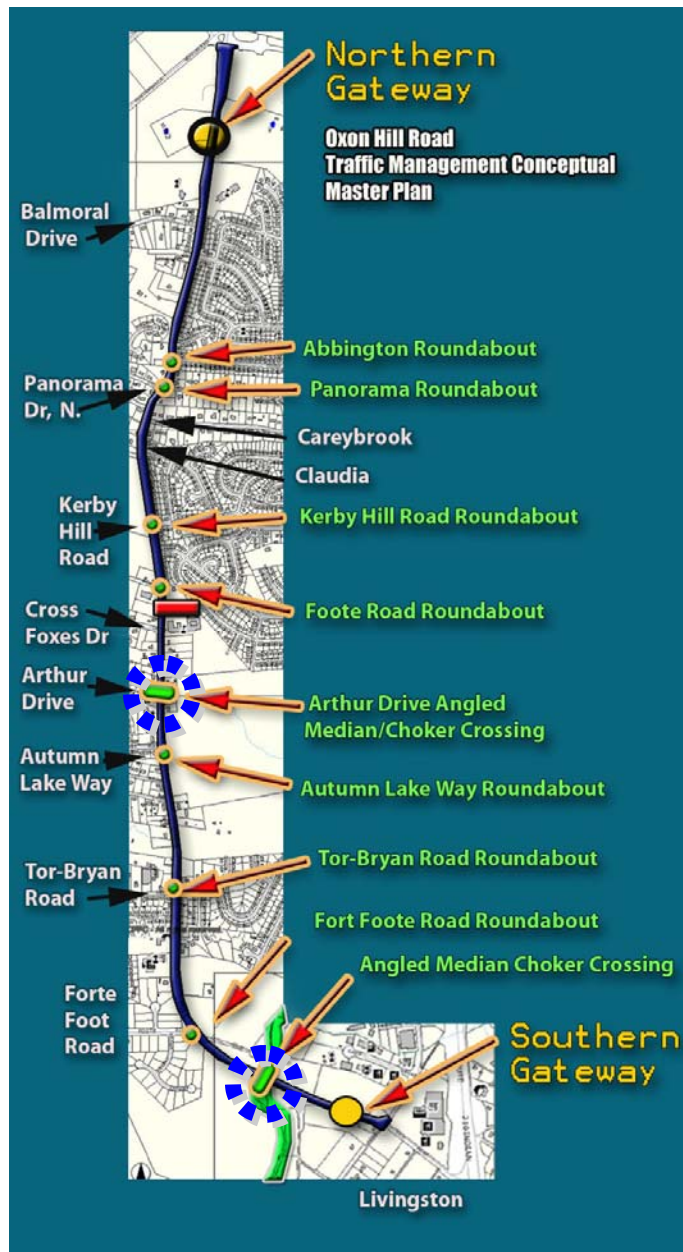 Northern
Gateway
Oxon Hill Road
Traffic Management Conceptual
Master Plan
Balmoral
Drive
Abbington Roundabout
Panorama
Dr, N.
Panorama Roundabout
Careybrook
Claudia
Kerby
Hill
Road
Kerby Hill Road Roundabout
Cross
Foxes Dr
Foote Road Roundabout
Arthur
Drive
Arthur Drive Angled
Median/Choker Crossing
Autumn
Lake Way
Autumn Lake Way Roundabout
Tor-Bryan
Road
Tor-Bryan Road Roundabout
Fort Foote Road Roundabout
Angled Median Choker Crossing
Forte
Foot
Road
Southern
Gateway
Livingston